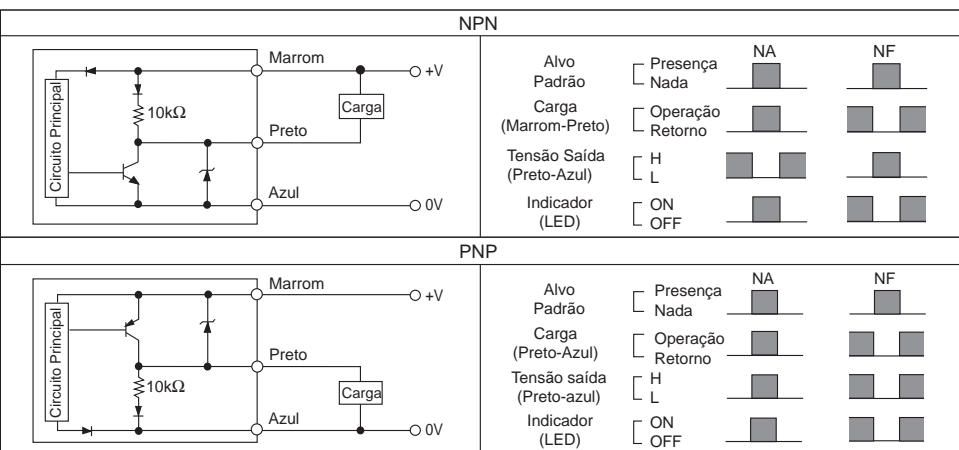 NPN
Circuito Principal
10kΩ
Marrom
+V
Carga
Preto
Azul
0V
NA
NF
Alvo
Padrão
Presença
Nada
Carga
(Marrom-Preto)
Operação
Retorno
Tensão Saída
(Preto-Azul)
H
L
Indicador
(LED)
ON
OFF
PNP
Circuito Principal
10kΩ
Marrom
+V
Preto
Carga
Azul
0V
NA
NF
Alvo
Padrão
Presença
Nada
Carga
(Preto-Azul)
Operação
Retorno
Tensão saída
(Preto-azul)
H
L
Indicador
(LED)
ON
OFF